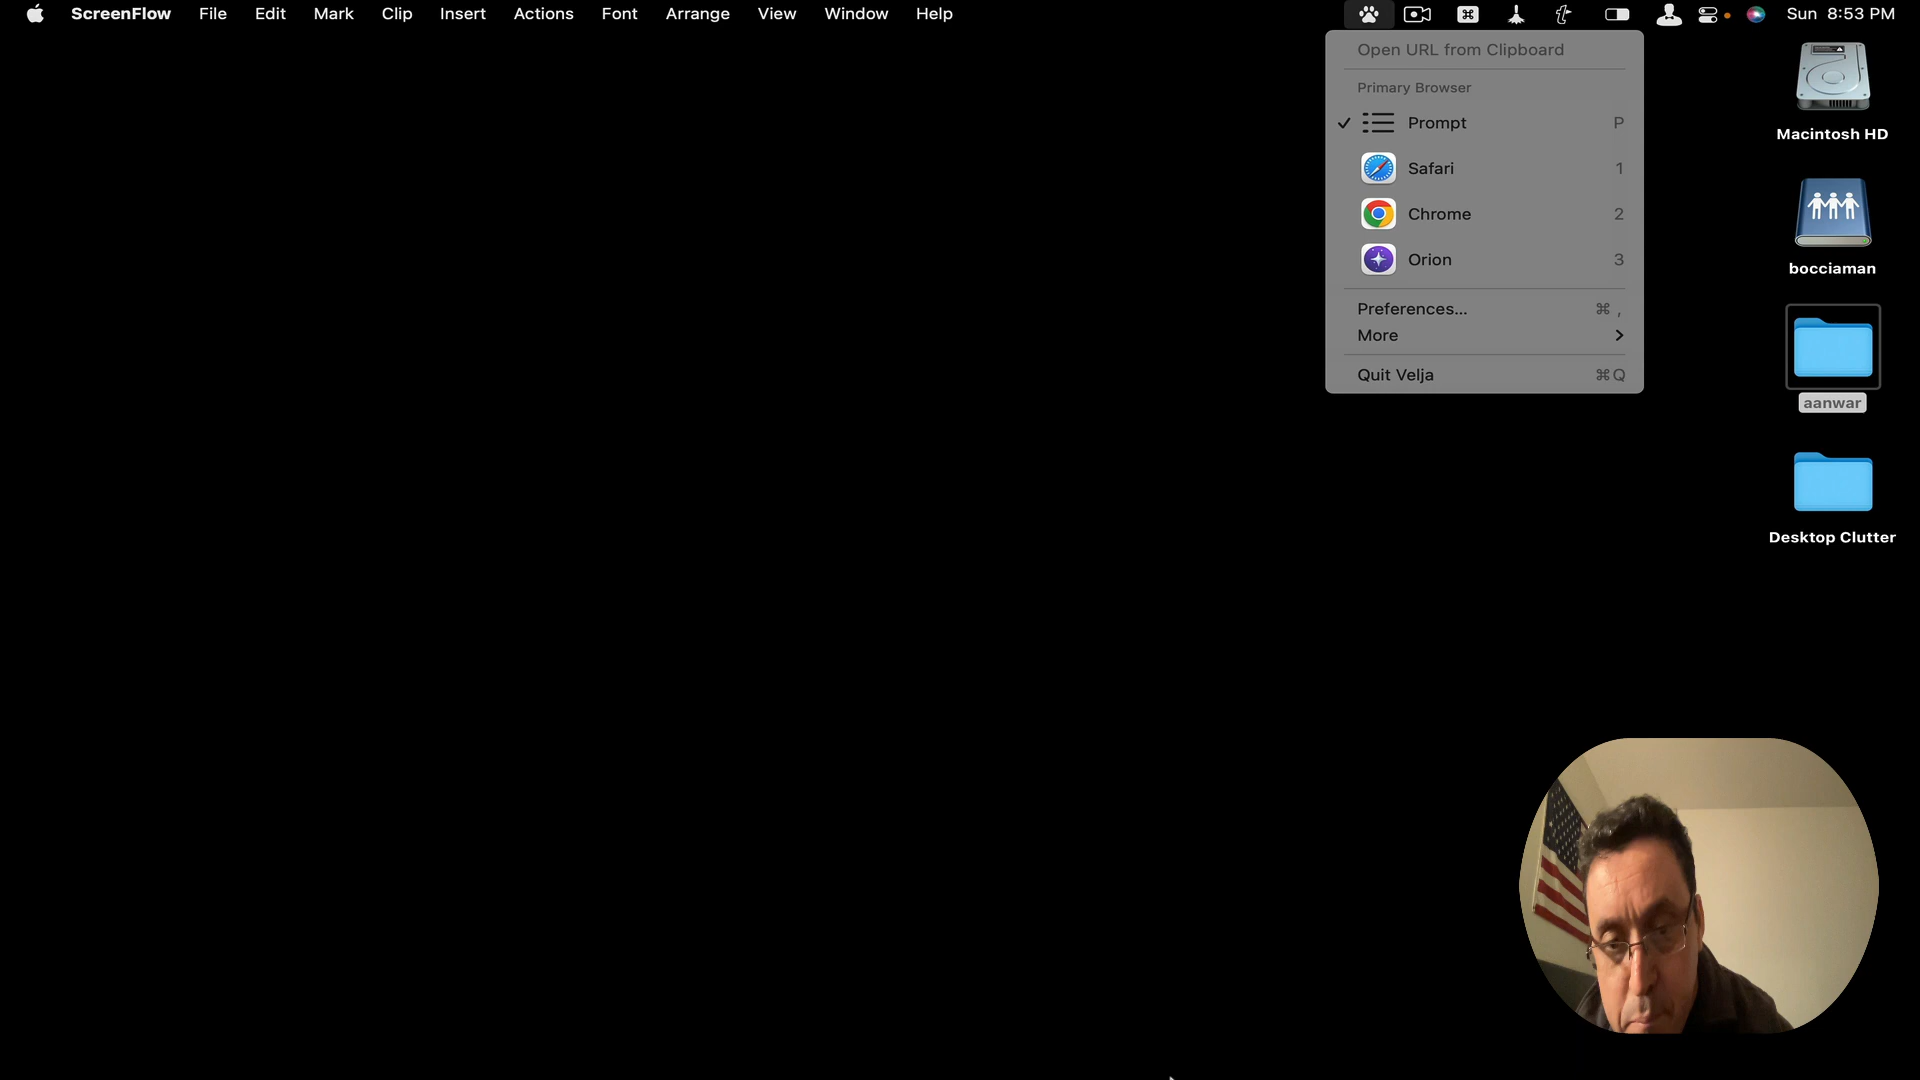 ScreenFlow File Edit Mark Clip Insert Actions Font Arrange View Window Help Sun 8:53 PM
Open URL from Clipboard
Primary Browser
Prompt P
Safari 1
Chrome 2
Orion 3
Preferences... ⌘ ,
More
Quit Velja ⌘Q
Macintosh HD
bocciaman
aanwar
Desktop Clutter